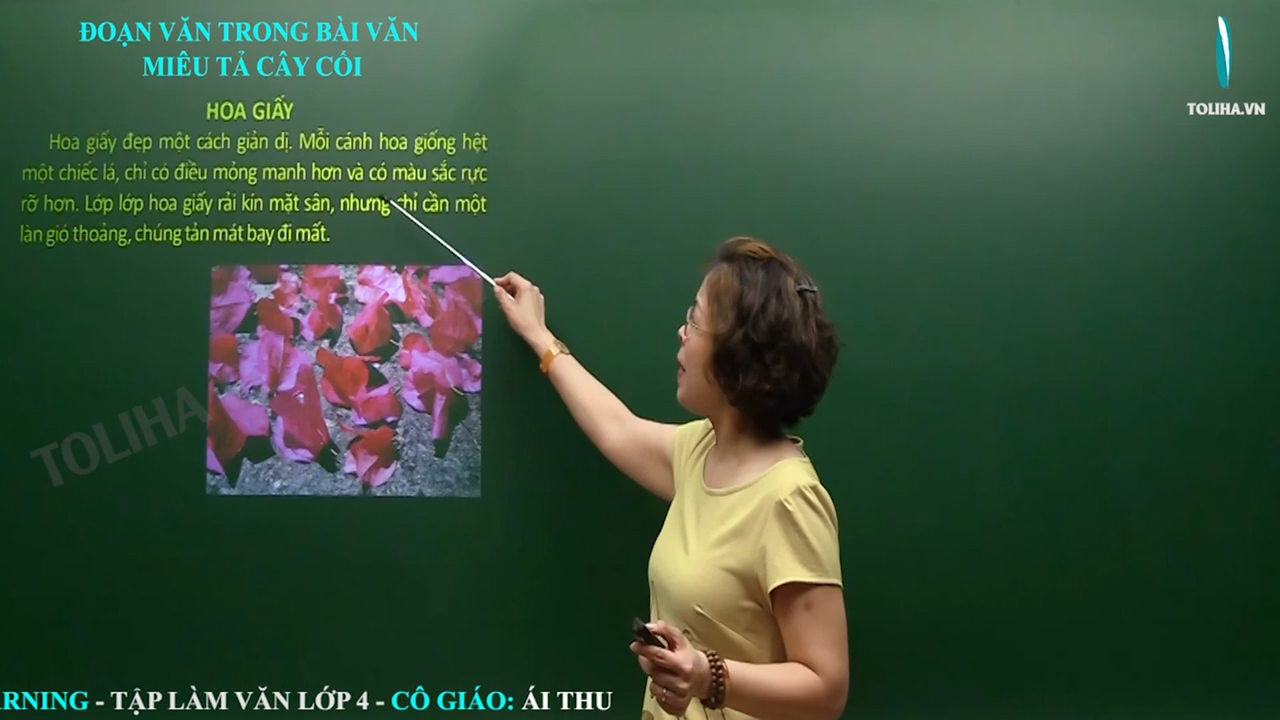 ĐOẠN VĂN TRONG BÀI VĂN
MIÊU TẢ CÂY CỐI
TOLIHA.VN
HOA GIẤY
Hoa giấy đẹp một cách giản dị. Mỗi cánh hoa giống hệt
một chiếc lá, chỉ có điều mỏng manh hơn và có màu sắc rực
rỡ hơn. Lớp lớp hoa giấy rải kín mặt sân, nhưng chỉ cần một
làn gió thoảng, chúng tản mát bay đi mất.
TOLIHA
ARNING - TẬP LÀM VĂN LỚP 4 - CÔ GIÁO: ÁI THU